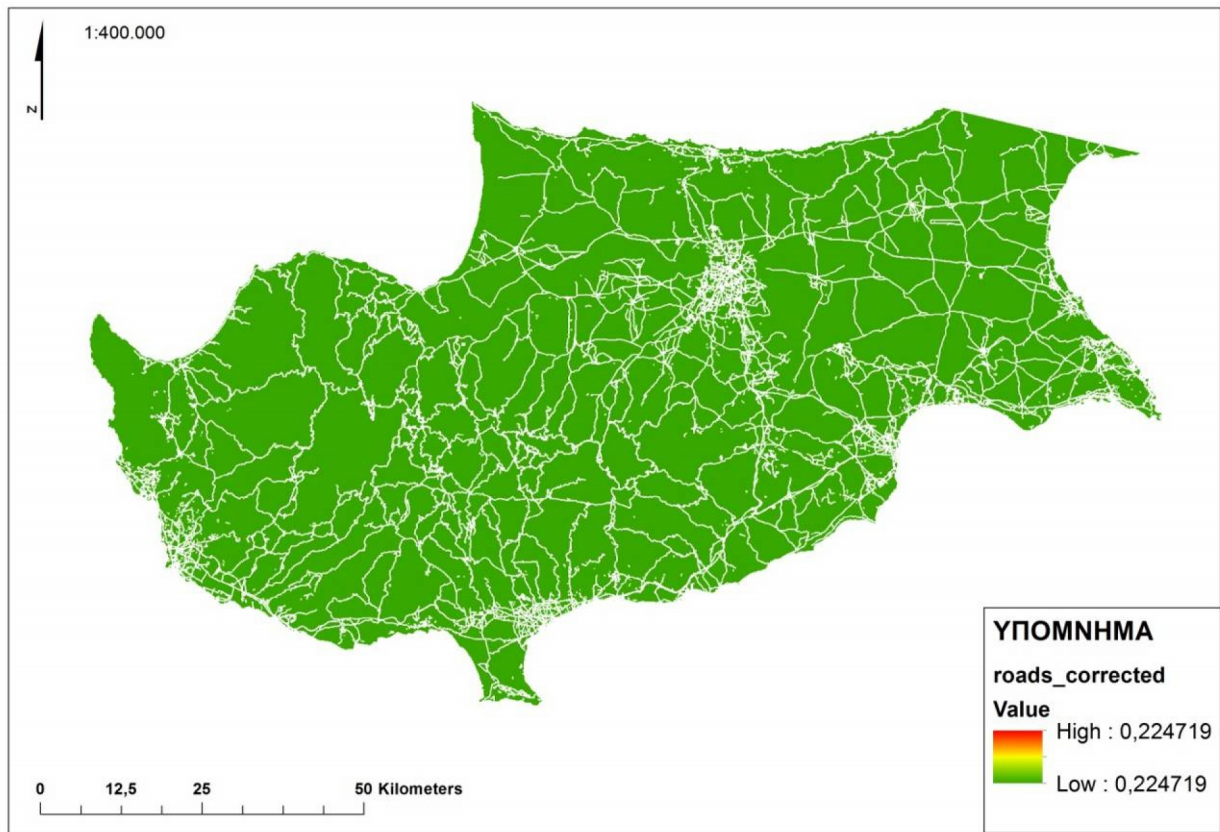 1:400.000
N
ΥΠΟΜΝΗΜΑ
roads_corrected
Value
High : 0,224719
Low : 0,224719
0 12,5 25 50 Kilometers